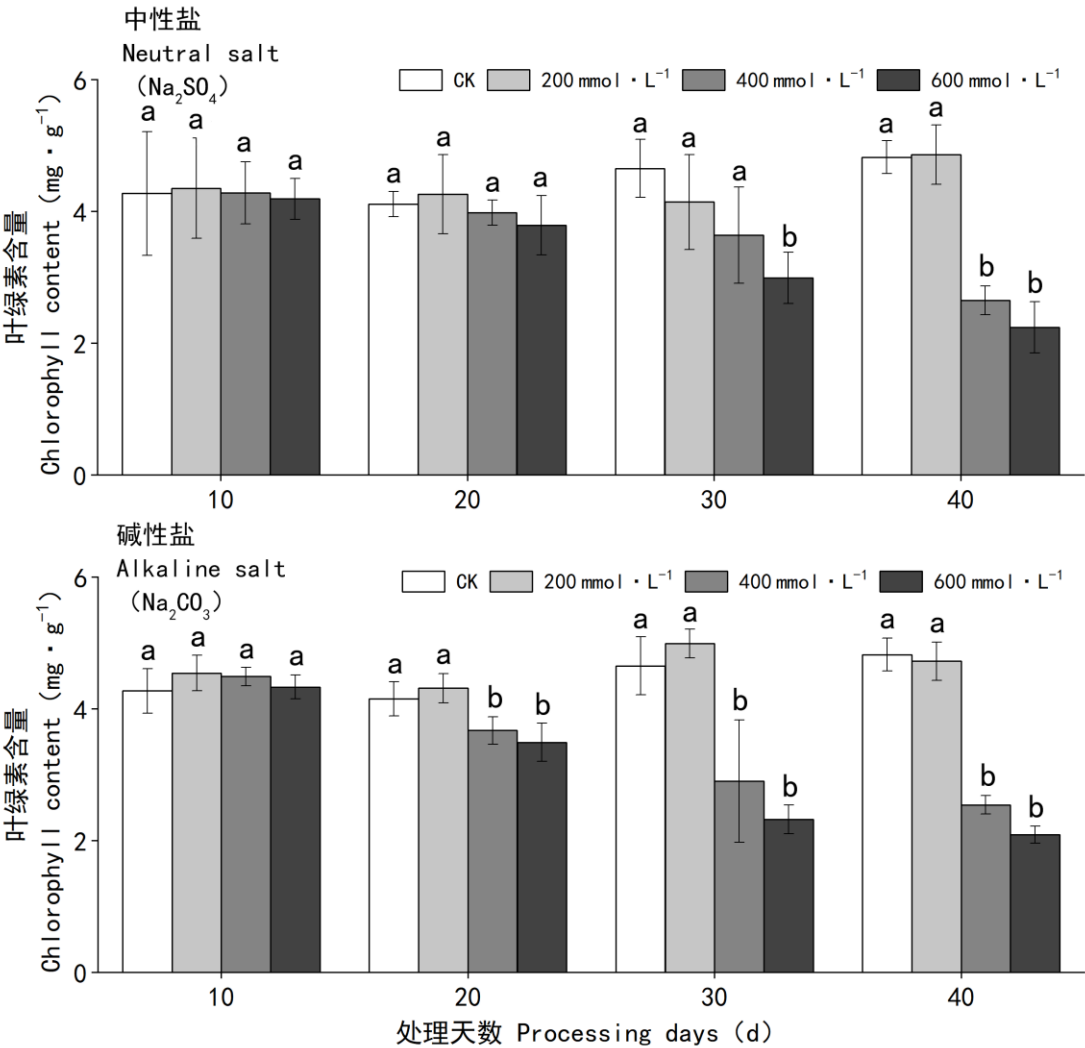 中性盐
Neutral salt
（Na₂SO₄）
CK 200 mmol·L⁻¹ 400 mmol·L⁻¹ 600 mmol·L⁻¹
叶绿素含量
Chlorophyll content (mg·g⁻¹)
6
4
2
0
a a a a
a a a a
a a a b
a a b b
10 20 30 40
碱性盐
Alkaline salt
（Na₂CO₃）
CK 200 mmol·L⁻¹ 400 mmol·L⁻¹ 600 mmol·L⁻¹
叶绿素含量
Chlorophyll content (mg·g⁻¹)
6
4
2
0
a a a a
a a b b
a a b b
a a b b
10 20 30 40
处理天数 Processing days（d）